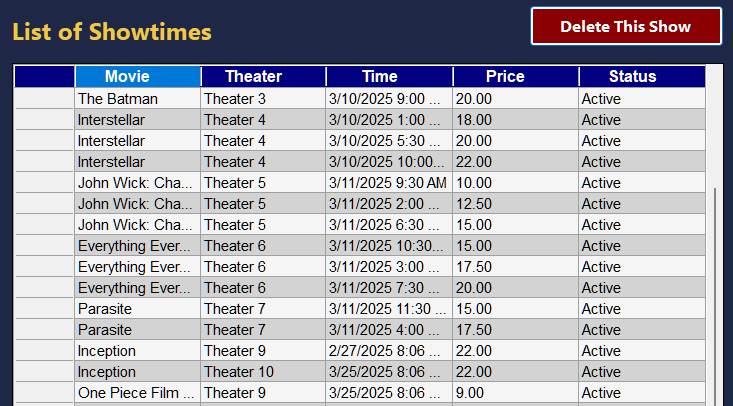 List of Showtimes
Delete This Show
Movie Theater Time Price Status
The Batman Theater 3 3/10/2025 9:00 ... 20.00 Active
Interstellar Theater 4 3/10/2025 1:00 ... 18.00 Active
Interstellar Theater 4 3/10/2025 5:30 ... 20.00 Active
Interstellar Theater 4 3/10/2025 10:00... 22.00 Active
John Wick: Cha... Theater 5 3/11/2025 9:30 AM 10.00 Active
John Wick: Cha... Theater 5 3/11/2025 2:00 ... 12.50 Active
John Wick: Cha... Theater 5 3/11/2025 6:30 ... 15.00 Active
Everything Ever... Theater 6 3/11/2025 10:30... 15.00 Active
Everything Ever... Theater 6 3/11/2025 3:00 ... 17.50 Active
Everything Ever... Theater 6 3/11/2025 7:30 ... 20.00 Active
Parasite Theater 7 3/11/2025 11:30 ... 15.00 Active
Parasite Theater 7 3/11/2025 4:00 ... 17.50 Active
Inception Theater 9 2/27/2025 8:06 ... 22.00 Active
Inception Theater 10 3/25/2025 8:06 ... 22.00 Active
One Piece Film ... Theater 9 3/25/2025 8:06 ... 9.00 Active